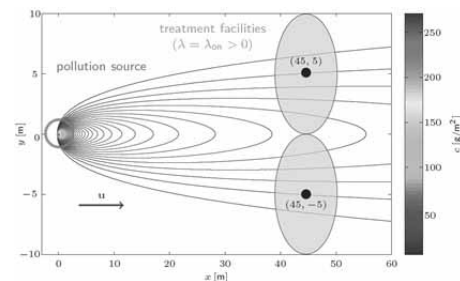 treatment facilities
(λ = λon > 0)
pollution source
(45, 5)
(45, −5)
u
10
5
0
−5
−10
y [m]
0
10
20
30
40
50
60
x [m]
250
200
150
100
50
c [g/m²]